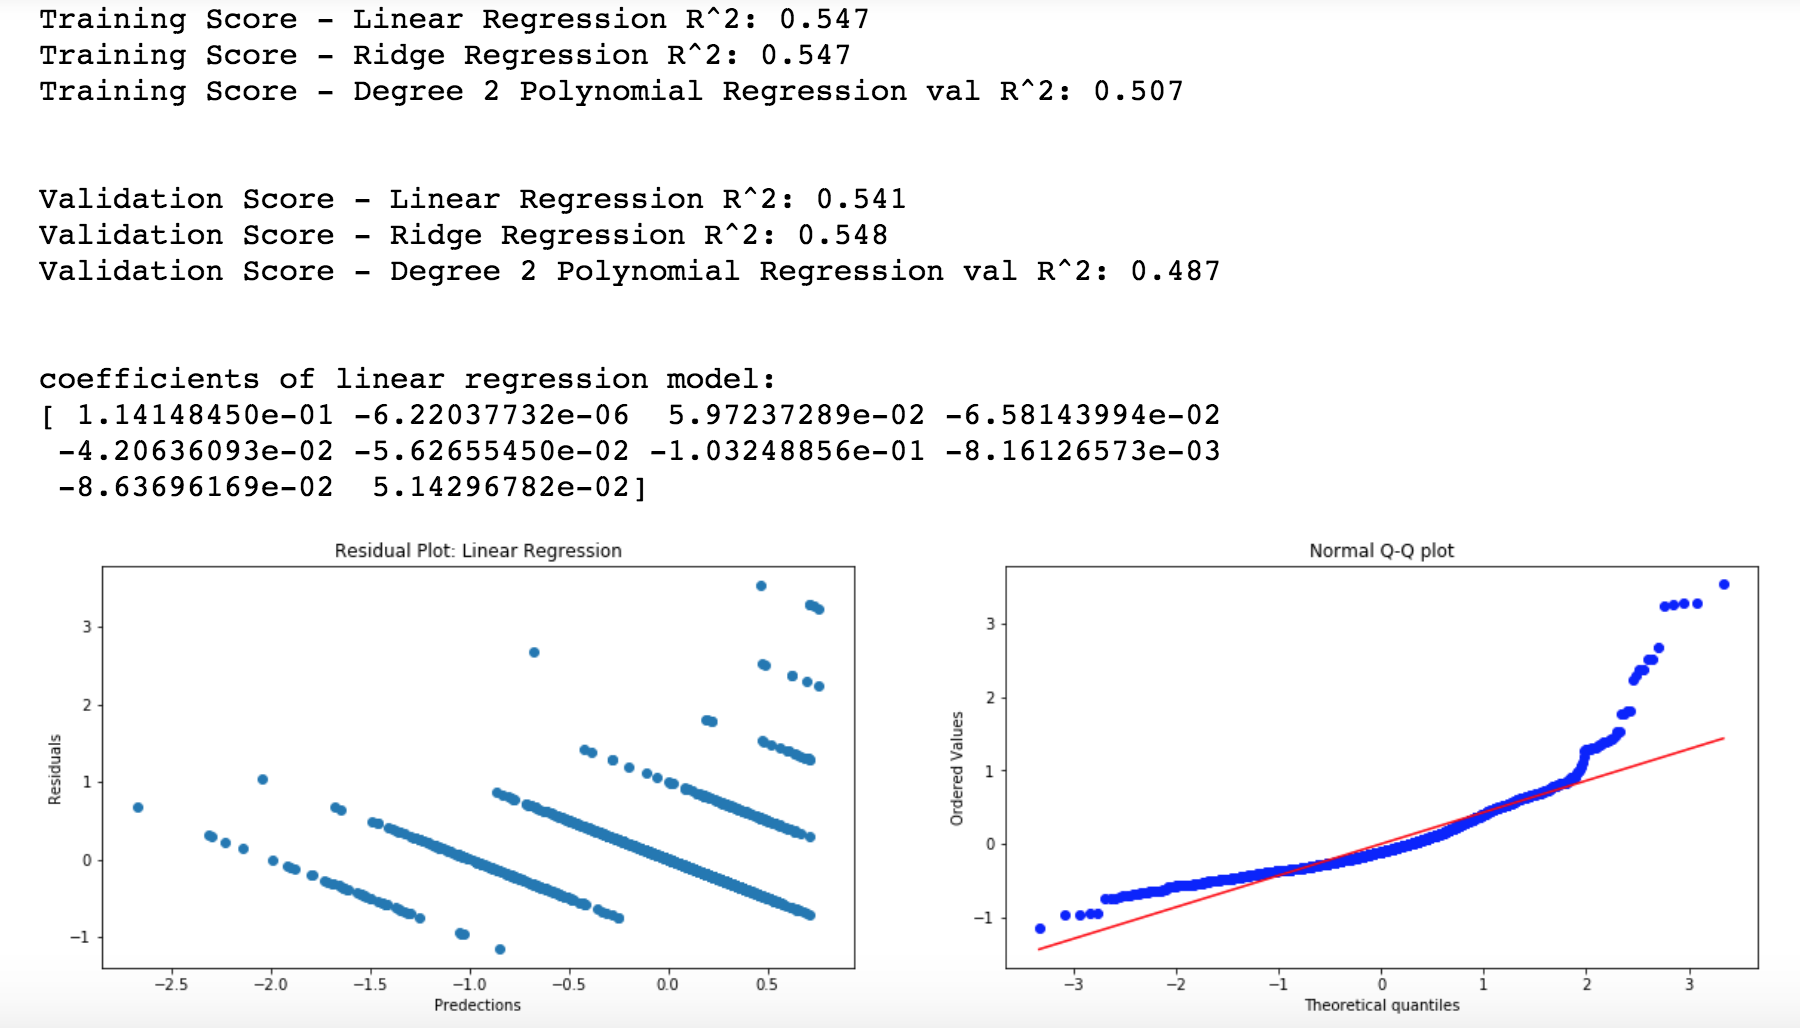 Training Score - Linear Regression R^2: 0.547
Training Score - Ridge Regression R^2: 0.547
Training Score - Degree 2 Polynomial Regression val R^2: 0.507
Validation Score - Linear Regression R^2: 0.541
Validation Score - Ridge Regression R^2: 0.548
Validation Score - Degree 2 Polynomial Regression val R^2: 0.487
coefficients of linear regression model:
[ 1.14148450e-01 -6.22037732e-06  5.97237289e-02 -6.58143994e-02
-4.20636093e-02 -5.62655450e-02 -1.03248856e-01 -8.16126573e-03
-8.63696169e-02  5.14296782e-02]
Residual Plot: Linear Regression
Residuals
3
2
1
0
−1
−2.5 −2.0 −1.5 −1.0 −0.5 0.0 0.5
Predections
Normal Q-Q plot
Ordered Values
3
2
1
0
−1
−3 −2 −1 0 1 2 3
Theoretical quantiles